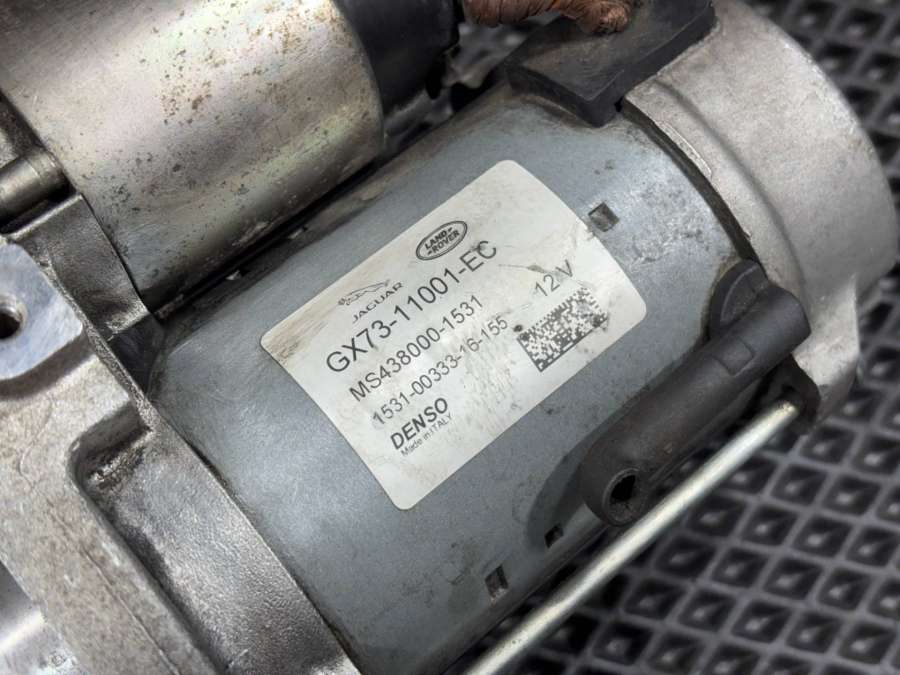 LAND-
-ROVER
JAGUAR
GX73-11001-EC
MS438000-1531
12 V
1531-00333-16-155
DENSO
Made in ITALY